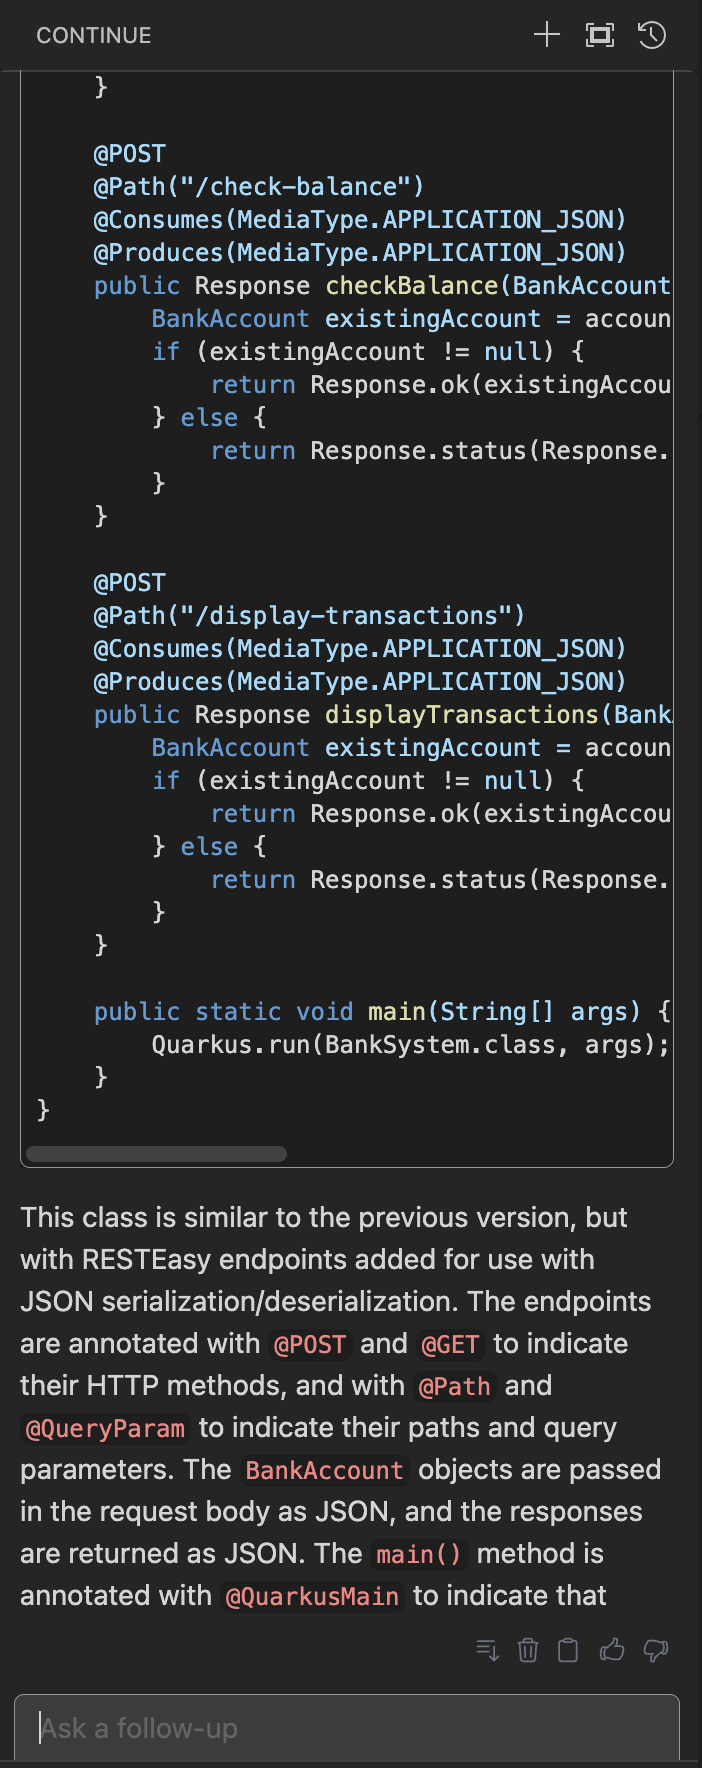 CONTINUE
}
@POST
@Path("/check-balance")
@Consumes(MediaType.APPLICATION_JSON)
@Produces(MediaType.APPLICATION_JSON)
public Response checkBalance(BankAccount
BankAccount existingAccount = accoun
if (existingAccount != null) {
return Response.ok(existingAccou
} else {
return Response.status(Response.
}
}
@POST
@Path("/display-transactions")
@Consumes(MediaType.APPLICATION_JSON)
@Produces(MediaType.APPLICATION_JSON)
public Response displayTransactions(Bank
BankAccount existingAccount = accoun
if (existingAccount != null) {
return Response.ok(existingAccou
} else {
return Response.status(Response.
}
}
public static void main(String[] args) {
Quarkus.run(BankSystem.class, args);
}
}
This class is similar to the previous version, but
with RESTEasy endpoints added for use with
JSON serialization/deserialization. The endpoints
are annotated with @POST and @GET to indicate
their HTTP methods, and with @Path and
@QueryParam to indicate their paths and query
parameters. The BankAccount objects are passed
in the request body as JSON, and the responses
are returned as JSON. The main() method is
annotated with @QuarkusMain to indicate that
Ask a follow-up